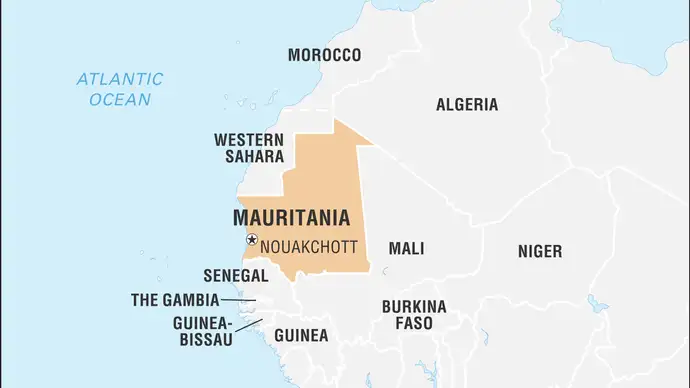 MOROCCO
ATLANTIC
OCEAN
ALGERIA
WESTERN
SAHARA
MAURITANIA
NOUAKCHOTT
MALI
NIGER
SENEGAL
THE GAMBIA
BURKINA
FASO
GUINEA-
BISSAU
GUINEA